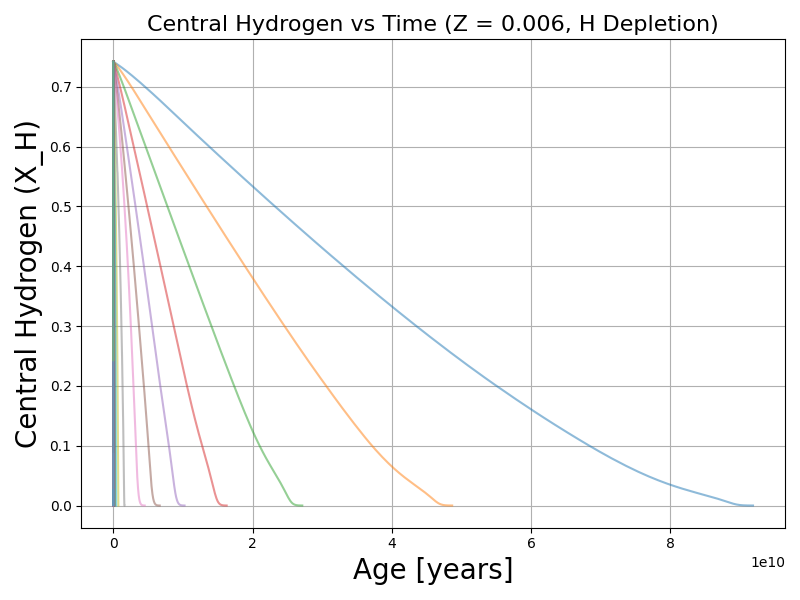 Central Hydrogen vs Time (Z = 0.006, H Depletion)
Central Hydrogen (X_H)
0.7
0.6
0.5
0.4
0.3
0.2
0.1
0.0
0 2 4 6 8
1e10
Age [years]